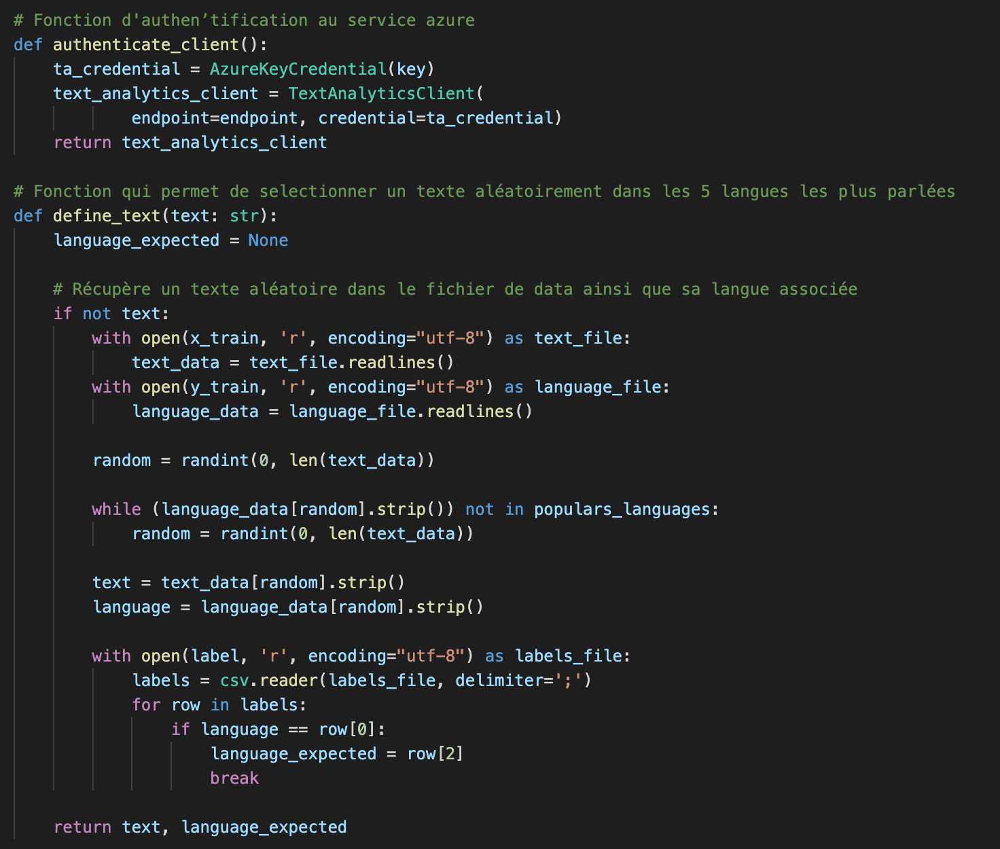 # Fonction d'authen’tification au service azure
def authenticate_client():
    ta_credential = AzureKeyCredential(key)
    text_analytics_client = TextAnalyticsClient(
            endpoint=endpoint, credential=ta_credential)
    return text_analytics_client

# Fonction qui permet de selectionner un texte aléatoirement dans les 5 langues les plus parlées
def define_text(text: str):
    language_expected = None

    # Récupère un texte aléatoire dans le fichier de data ainsi que sa langue associée
    if not text:
        with open(x_train, 'r', encoding="utf-8") as text_file:
            text_data = text_file.readlines()
        with open(y_train, 'r', encoding="utf-8") as language_file:
            language_data = language_file.readlines()

        random = randint(0, len(text_data))

        while (language_data[random].strip()) not in populars_languages:
            random = randint(0, len(text_data))

        text = text_data[random].strip()
        language = language_data[random].strip()

        with open(label, 'r', encoding="utf-8") as labels_file:
            labels = csv.reader(labels_file, delimiter=';')
            for row in labels:
                if language == row[0]:
                    language_expected = row[2]
                    break

    return text, language_expected